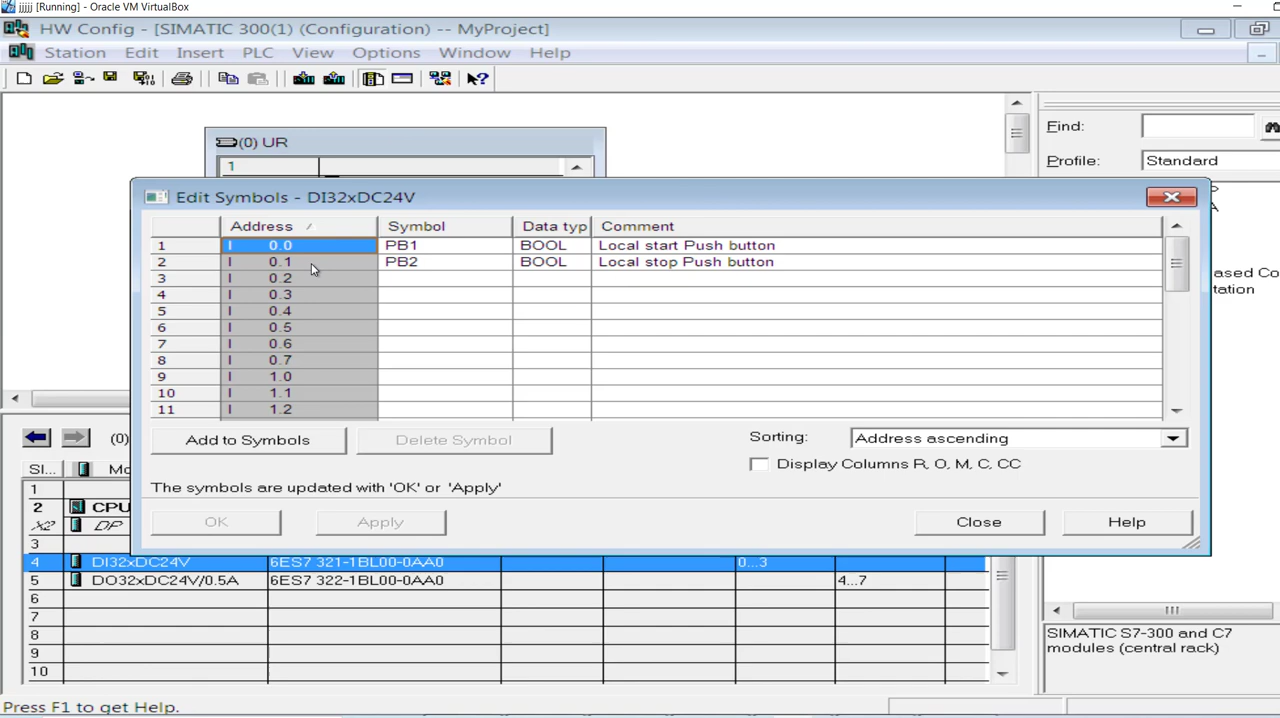 jjjjj [Running] - Oracle VM VirtualBox
HW Config - [SIMATIC 300(1) (Configuration) -- MyProject]
Station Edit Insert PLC View Options Window Help
(0) UR
1
Find:
Profile: Standard
Edit Symbols - DI32xDC24V
Address / Symbol Data typ Comment
1 I 0.0 PB1 BOOL Local start Push button
2 I 0.1 PB2 BOOL Local stop Push button
3 I 0.2
4 I 0.3
5 I 0.4
6 I 0.5
7 I 0.6
8 I 0.7
9 I 1.0
10 I 1.1
11 I 1.2
ased Co
tation
Add to Symbols Delete Symbol Sorting: Address ascending
Display Columns R, O, M, C, CC
The symbols are updated with 'OK' or 'Apply'
OK Apply Close Help
(0)
Sl... Mo
1
2 CPU
X2 DP
3
4 DI32xDC24V 6ES7 321-1BL00-0AA0 0...3
5 DO32xDC24V/0.5A 6ES7 322-1BL00-0AA0 4...7
6
7
8
9
10
SIMATIC S7-300 and C7
modules (central rack)
Press F1 to get Help.